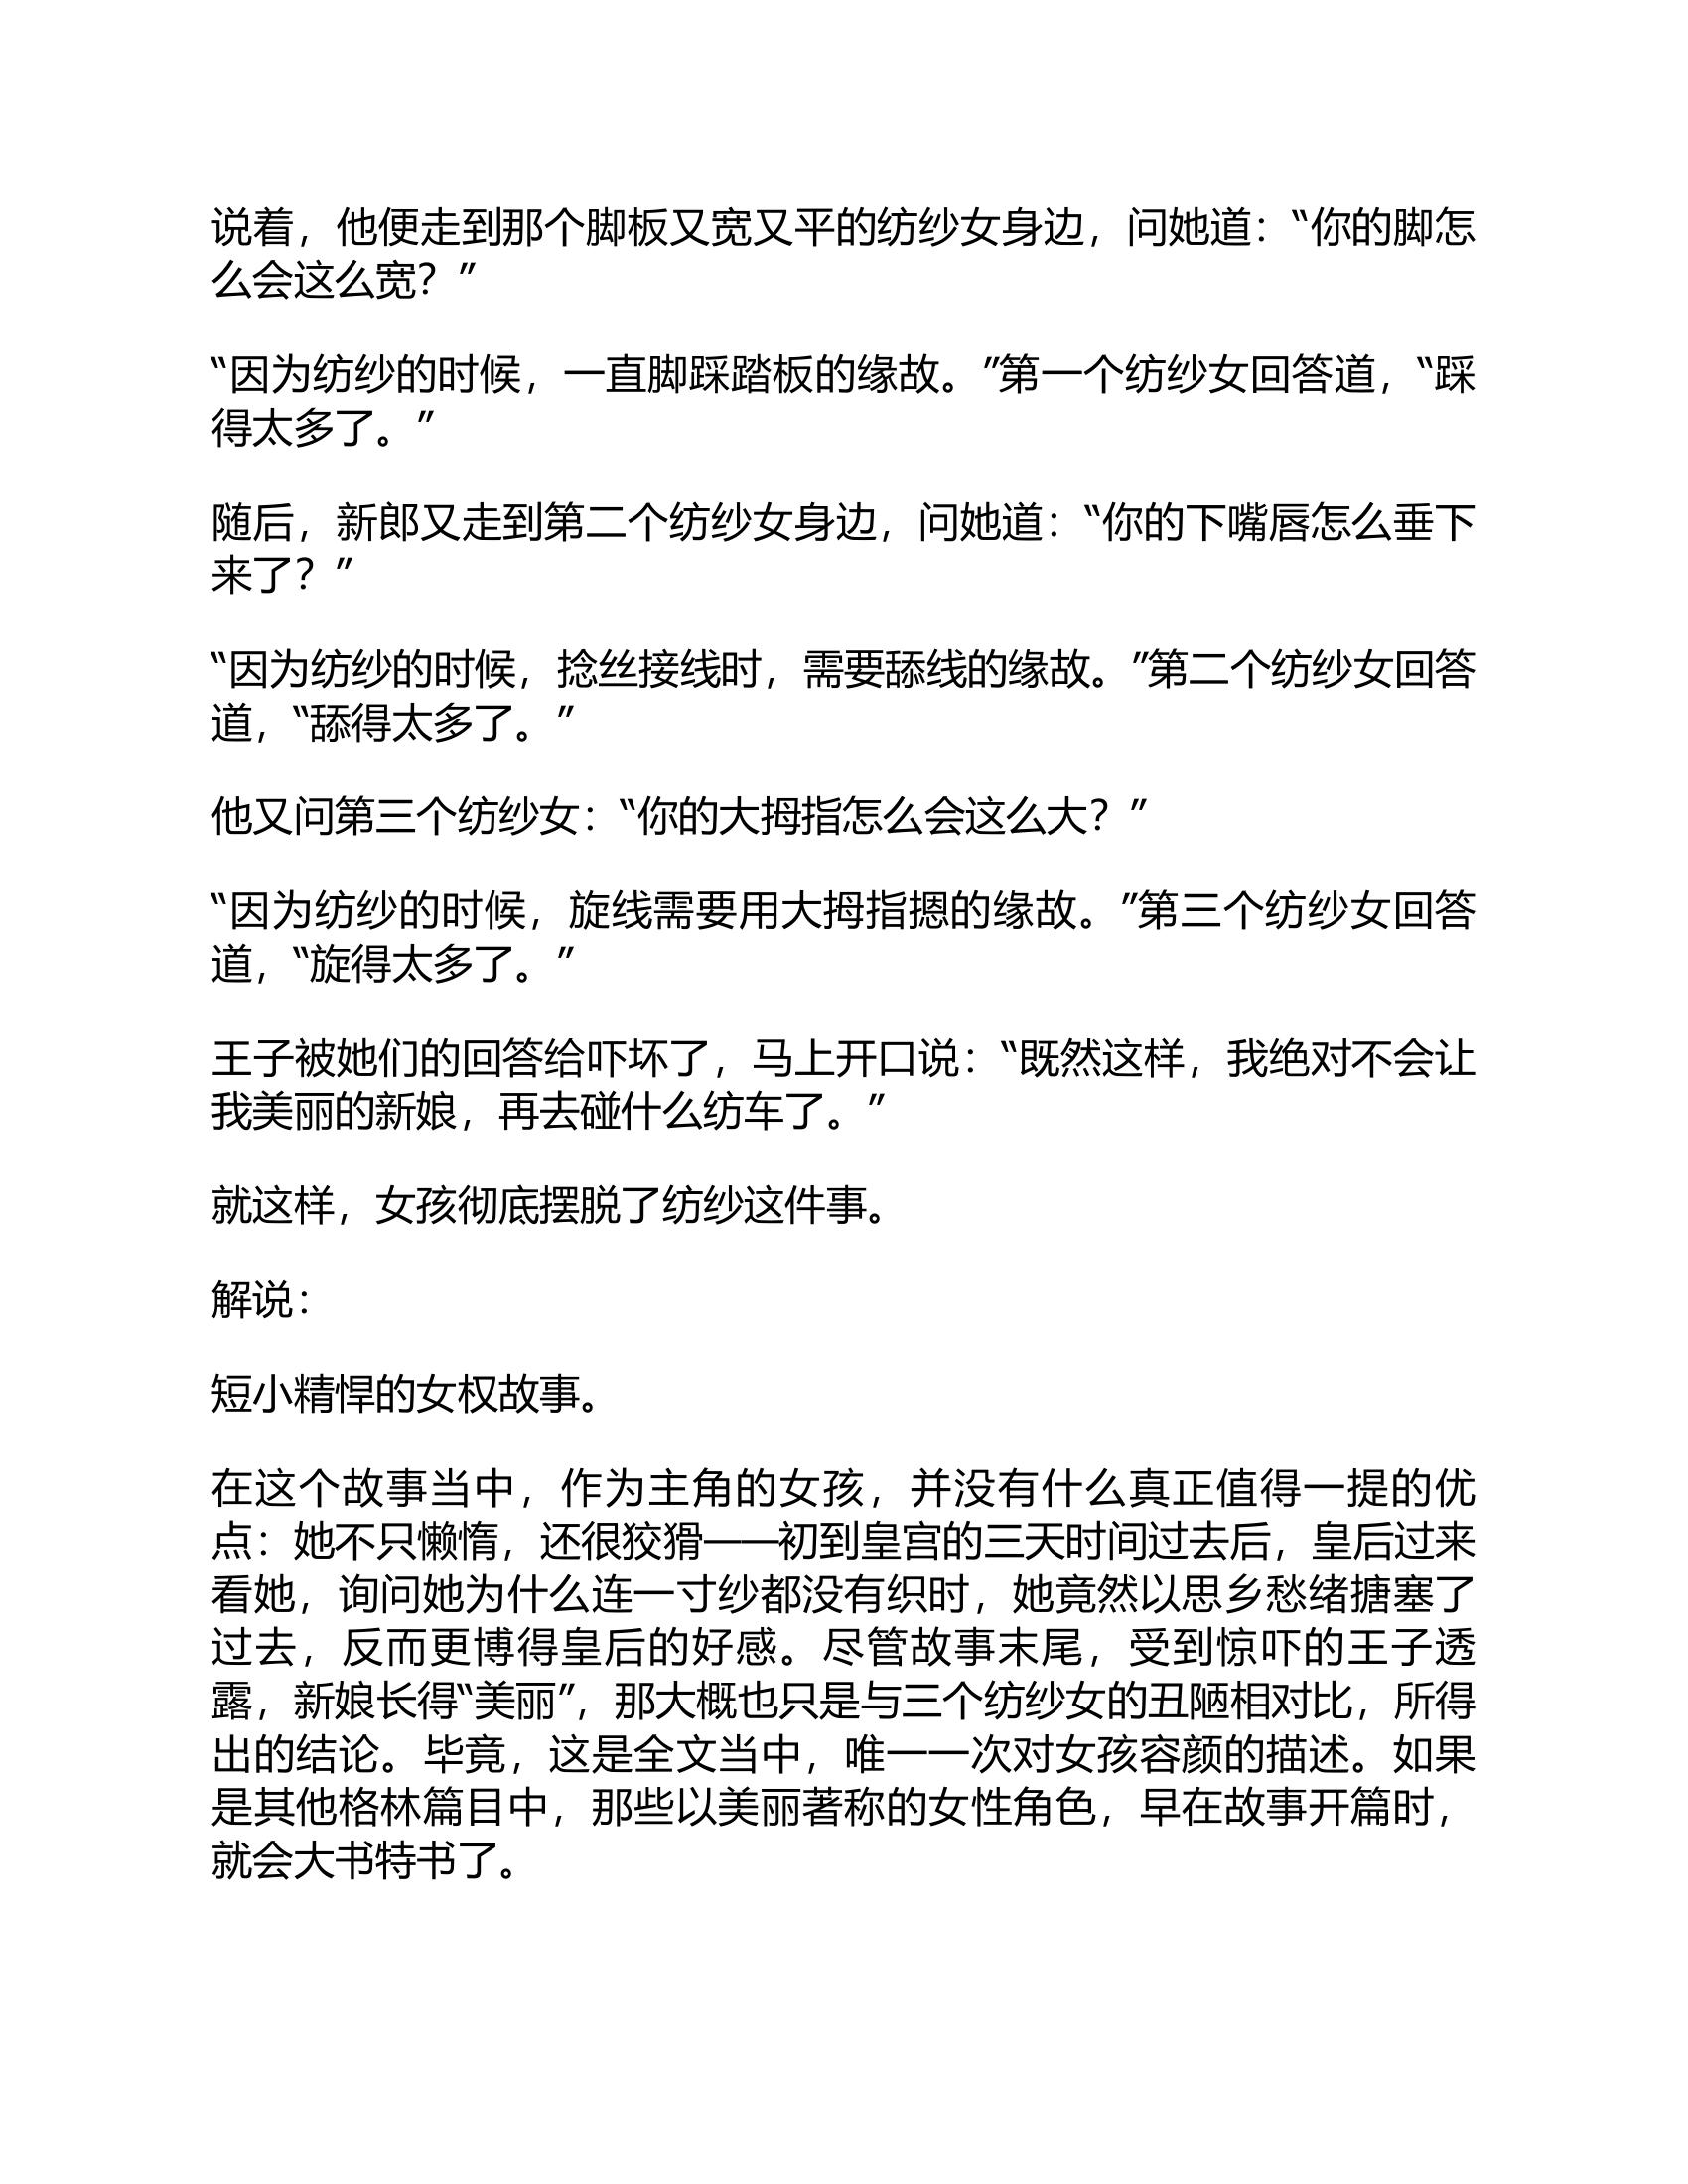 说着，他便走到那个脚板又宽又平的纺纱女身边，问她道：“你的脚怎
么会这么宽？”
“因为纺纱的时候，一直脚踩踏板的缘故。”第一个纺纱女回答道，“踩
得太多了。”
随后，新郎又走到第二个纺纱女身边，问她道：“你的下嘴唇怎么垂下
来了？”
“因为纺纱的时候，捻丝接线时，需要舔线的缘故。”第二个纺纱女回答
道，“舔得太多了。”
他又问第三个纺纱女：“你的大拇指怎么会这么大？”
“因为纺纱的时候，旋线需要用大拇指摁的缘故。”第三个纺纱女回答
道，“旋得太多了。”
王子被她们的回答给吓坏了，马上开口说：“既然这样，我绝对不会让
我美丽的新娘，再去碰什么纺车了。”
就这样，女孩彻底摆脱了纺纱这件事。
解说：
短小精悍的女权故事。
在这个故事当中，作为主角的女孩，并没有什么真正值得一提的优
点：她不只懒惰，还很狡猾——初到皇宫的三天时间过去后，皇后过来
看她，询问她为什么连一寸纱都没有织时，她竟然以思乡愁绪搪塞了
过去，反而更博得皇后的好感。尽管故事末尾，受到惊吓的王子透
露，新娘长得“美丽”，那大概也只是与三个纺纱女的丑陋相对比，所得
出的结论。毕竟，这是全文当中，唯一一次对女孩容颜的描述。如果
是其他格林篇目中，那些以美丽著称的女性角色，早在故事开篇时，
就会大书特书了。